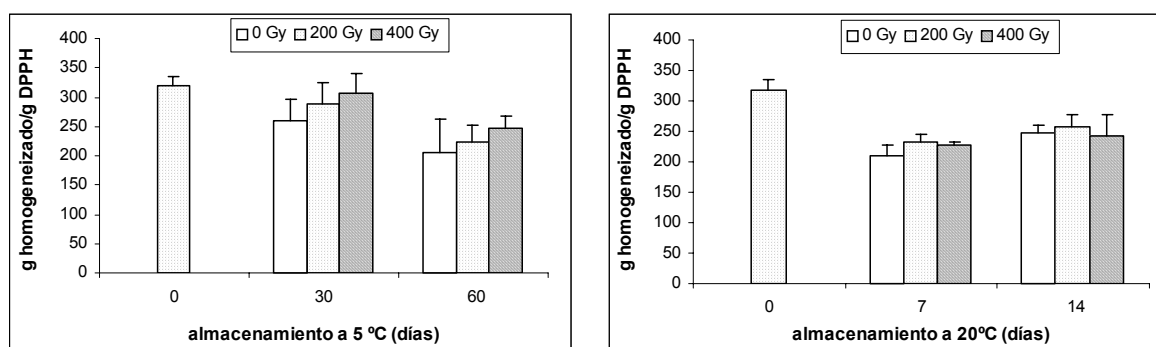 0 Gy 200 Gy 400 Gy
400
350
300
250
200
150
100
50
0
g homogeneizado/g DPPH
0 30 60
almacenamiento a 5 ºC (días)
0 Gy 200 Gy 400 Gy
400
350
300
250
200
150
100
50
0
g homogeneizado/g DPPH
0 7 14
almacenamiento a 20ºC (días)